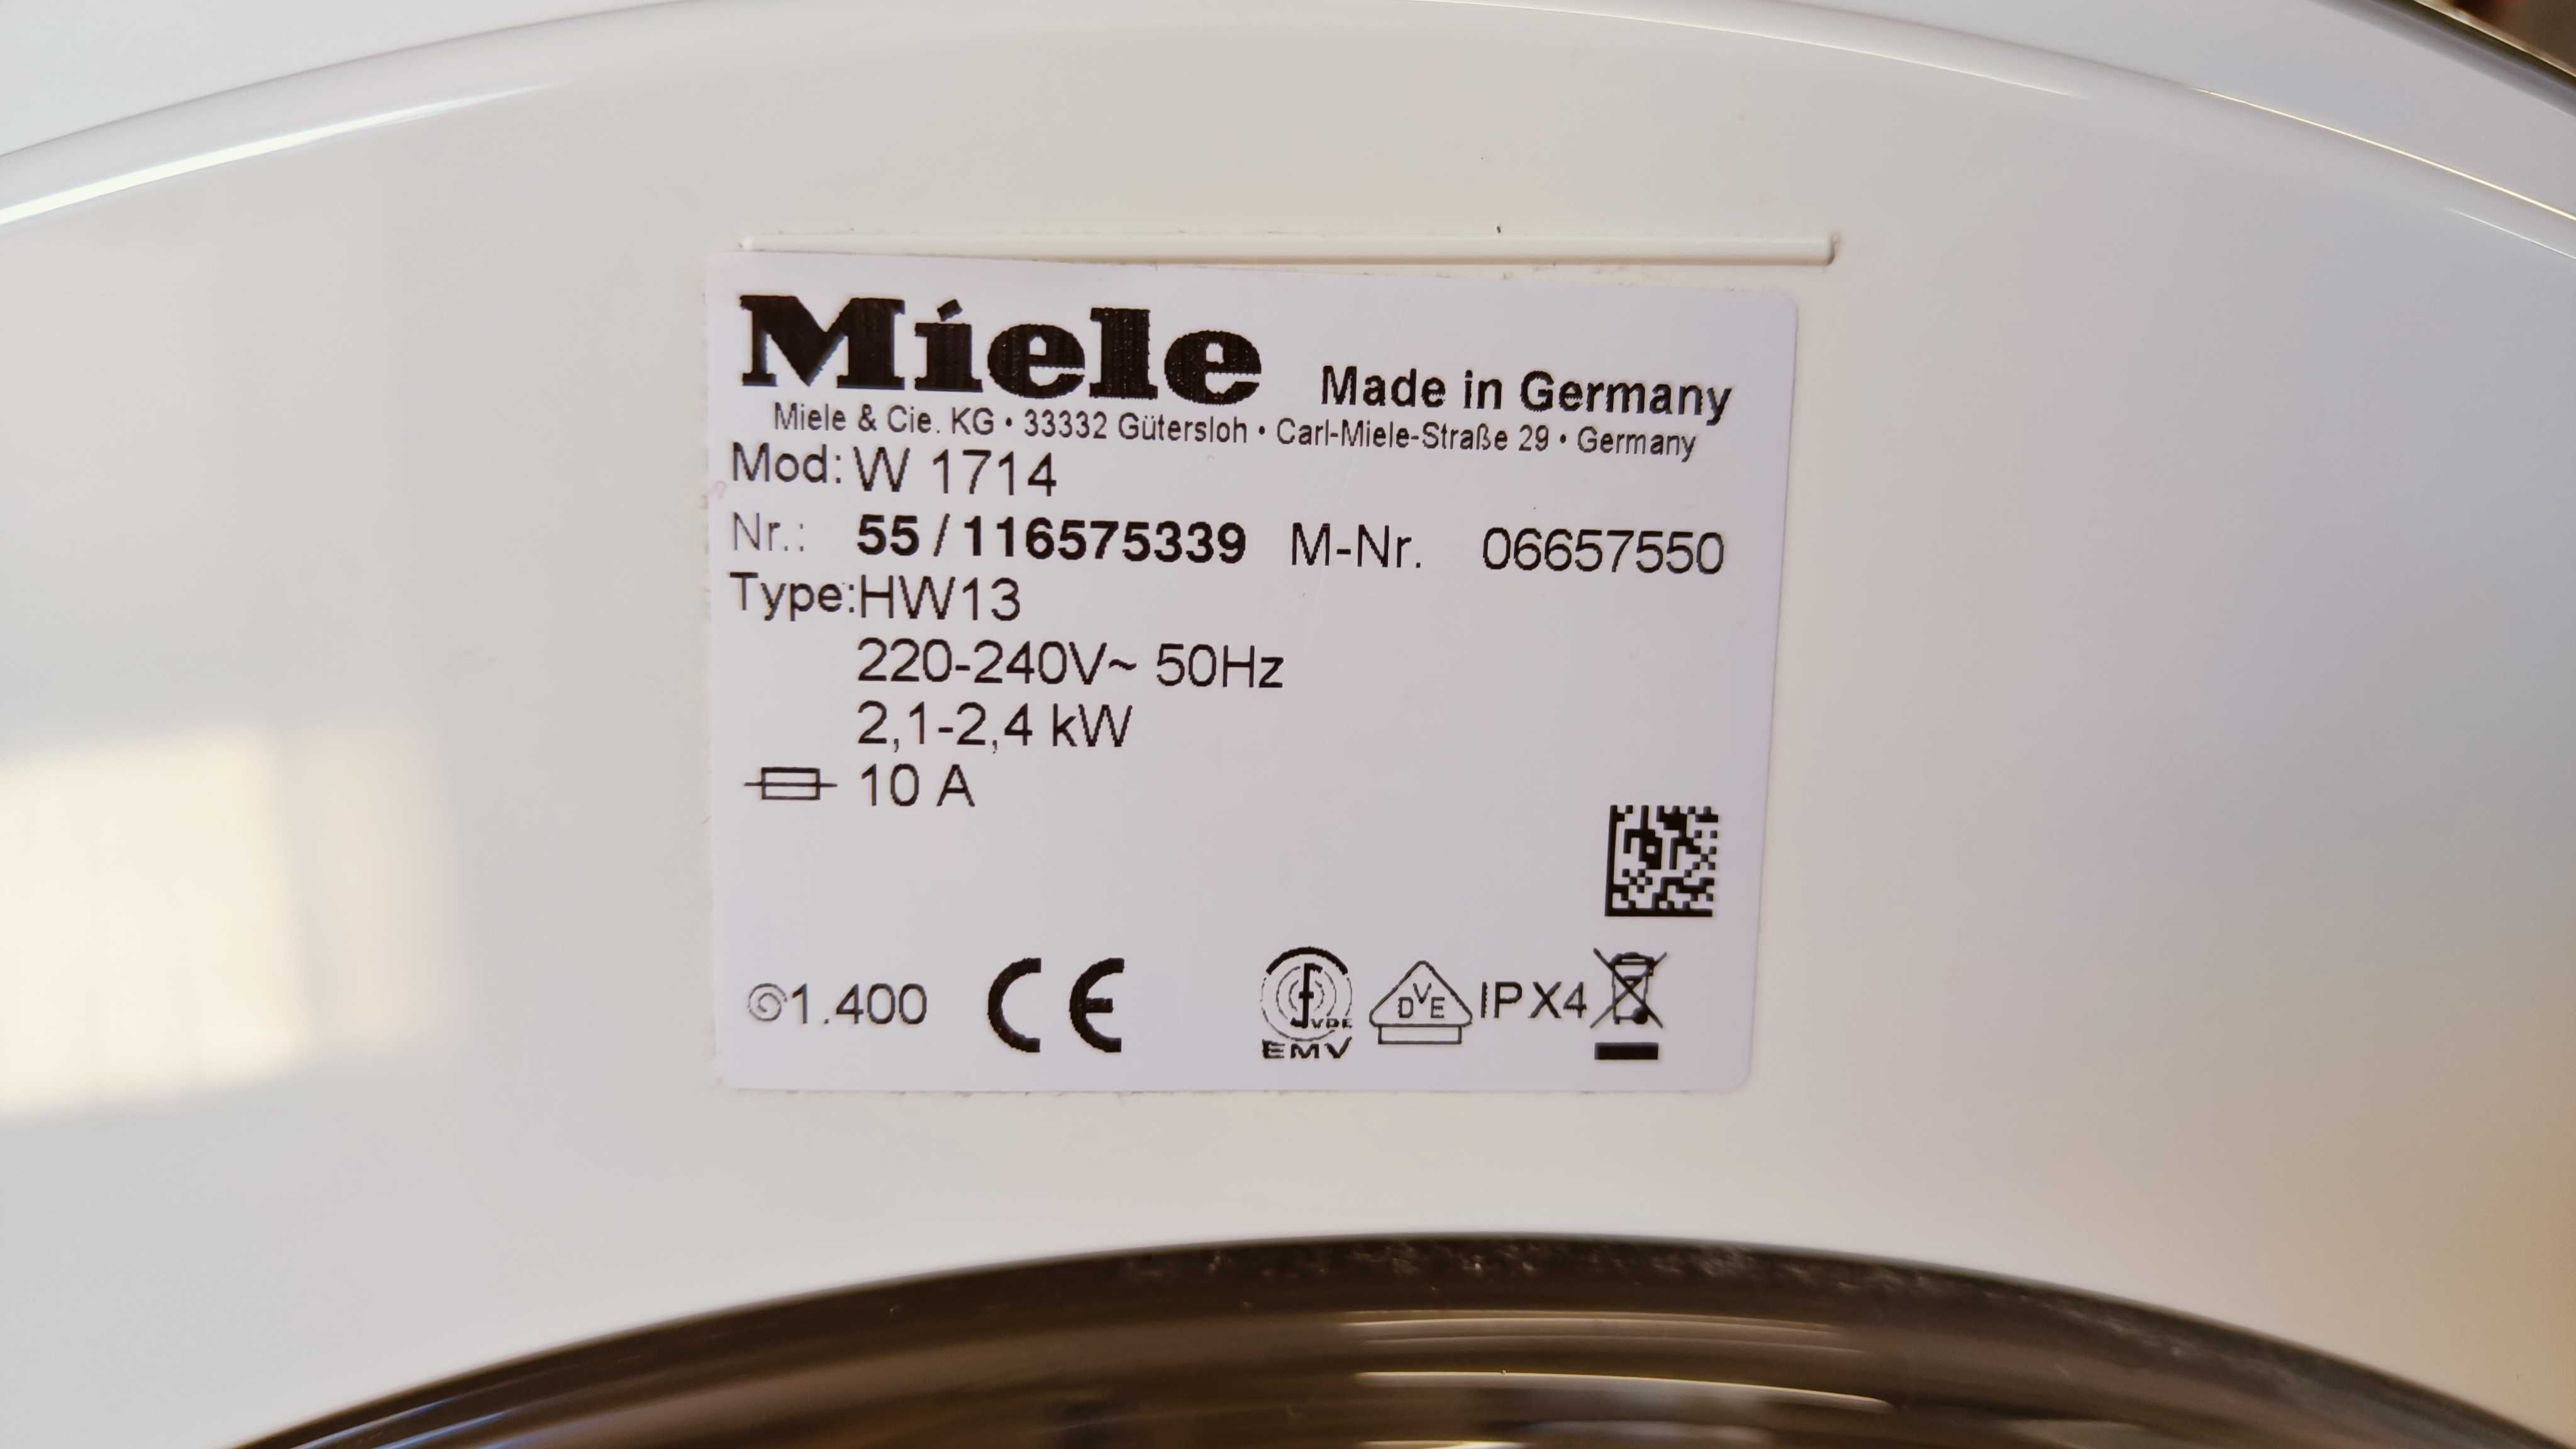 Miele Made in Germany
Miele & Cie. KG • 33332 Gütersloh • Carl-Miele-Straße 29 • Germany
Mod: W 1714
Nr.: 55/116575339 M-Nr. 06657550
Type:HW13
220-240V~ 50Hz
2,1-2,4 kW
10 A
1.400 CE VDE EMV DVE IPX4